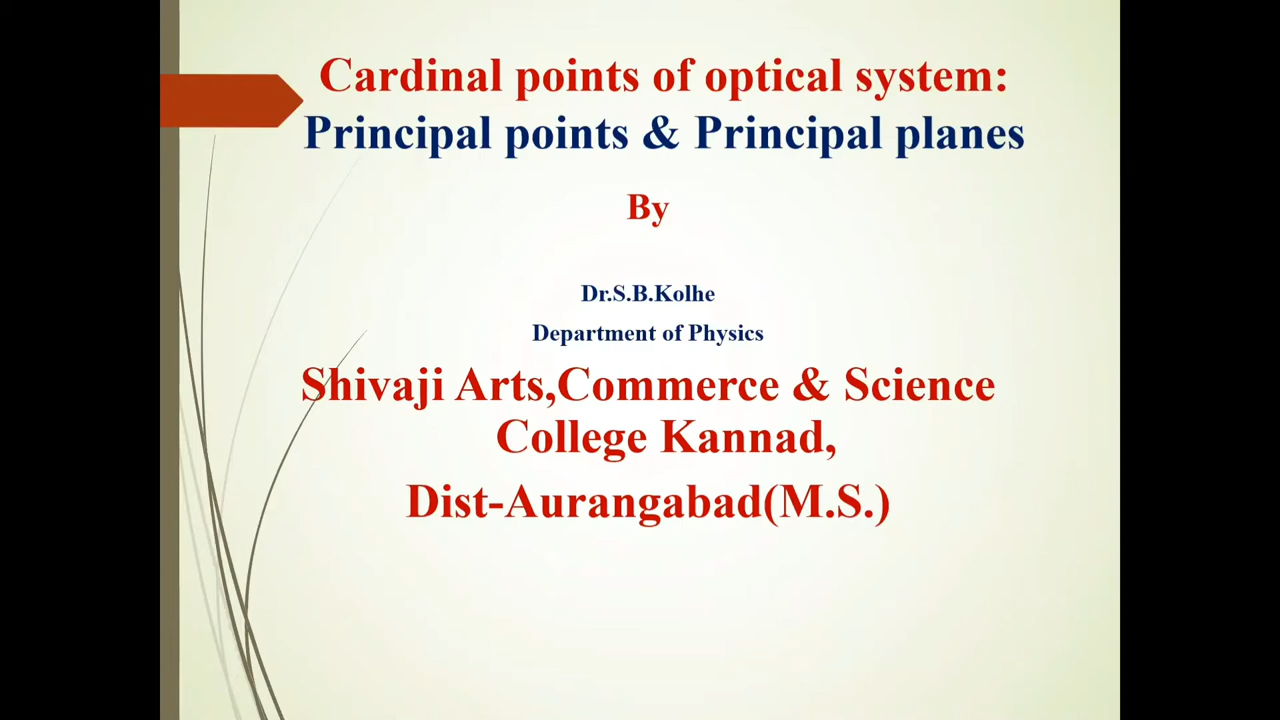 Cardinal points of optical system:
Principal points & Principal planes
By
Dr.S.B.Kolhe
Department of Physics
Shivaji Arts,Commerce & Science
College Kannad,
Dist-Aurangabad(M.S.)